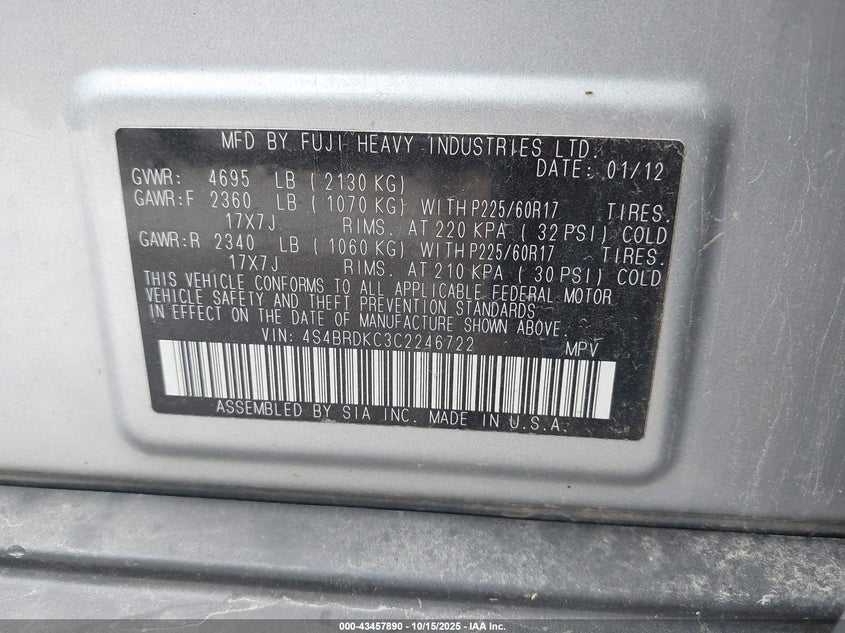 MFD BY FUJI HEAVY INDUSTRIES LTD.
DATE: 01/12
GVWR: 4695 LB ( 2130 KG)
GAWR:F 2360 LB ( 1070 KG) WITHP225/60R17 TIRES.
17X7J RIMS. AT 220 KPA ( 32 PSI) COLD
GAWR:R 2340 LB ( 1060 KG) WITHP225/60R17 TIRES.
17X7J RIMS. AT 210 KPA ( 30 PSI) COLD
THIS VEHICLE CONFORMS TO ALL APPLICABLE FEDERAL MOTOR
VEHICLE SAFETY AND THEFT PREVENTION STANDARDS
IN EFFECT ON THE DATE OF MANUFACTURE SHOWN ABOVE.
VIN: 4S4BRDKC3C2246722 MPV
ASSEMBLED BY SIA INC. MADE IN U.S.A.
000-43457890 - 10/15/2025 - IAA Inc.